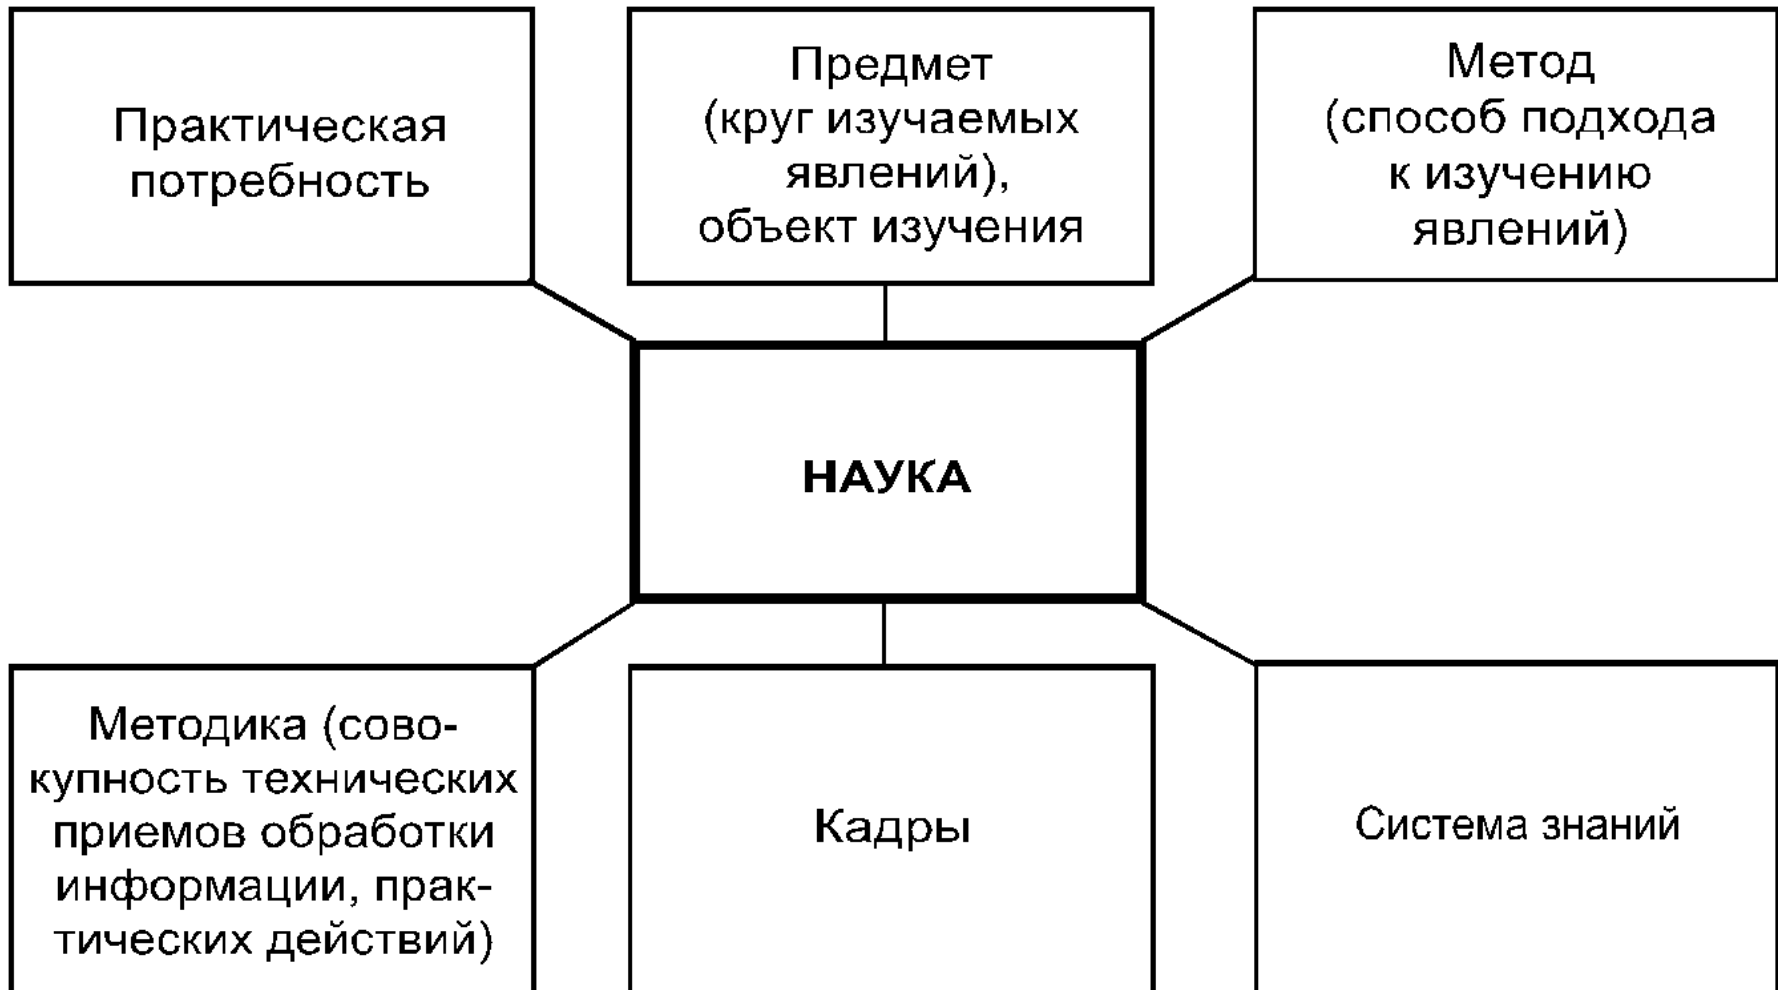 Практическая
потребность
Предмет
(круг изучаемых
явлений),
объект изучения
Метод
(способ подхода
к изучению
явлений)
НАУКА
Методика (сово-
купность технических
приемов обработки
информации, прак-
тических действий)
Кадры
Система знаний